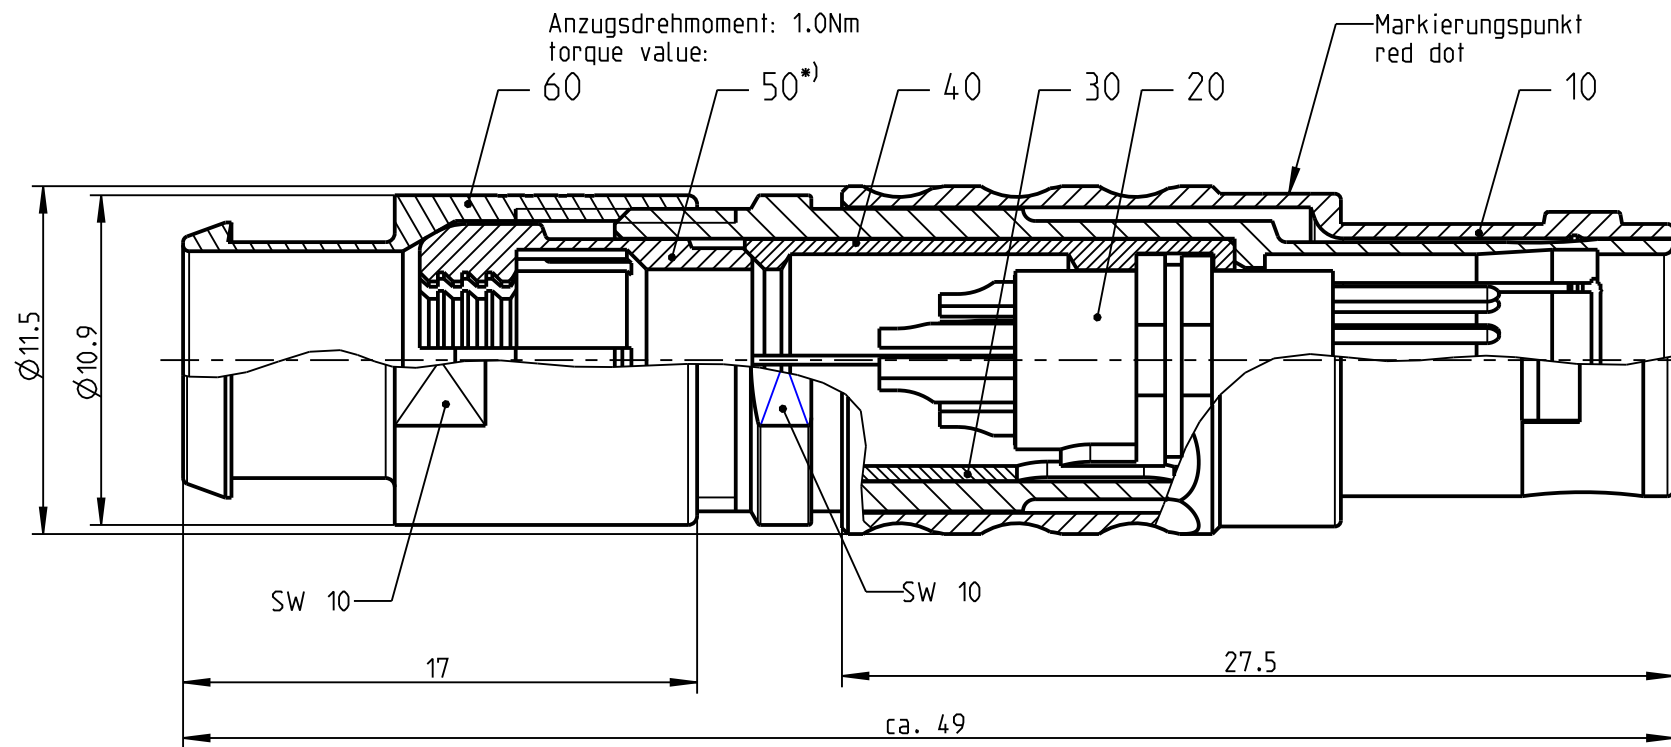 Anzugsdrehmoment: 1.0Nm
torque value:
Markierungspunkt
red dot
60
50*)
40
30
20
10
Ø11.5
Ø10.9
SW 10
SW 10
17
27.5
ca. 49